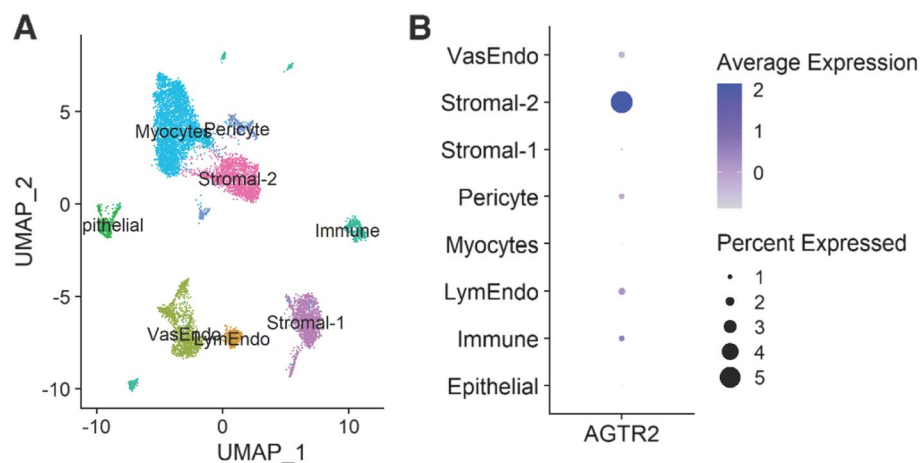 A
UMAP_2
5
0
-5
-10
-10
0
10
UMAP_1
Myocytes
Pericyte
Stromal-2
pithelial
Immune
Stromal-1
VasEndo
LymEndo
B
VasEndo
Stromal-2
Stromal-1
Pericyte
Myocytes
LymEndo
Immune
Epithelial
AGTR2
Average Expression
2
1
0
Percent Expressed
1
2
3
4
5